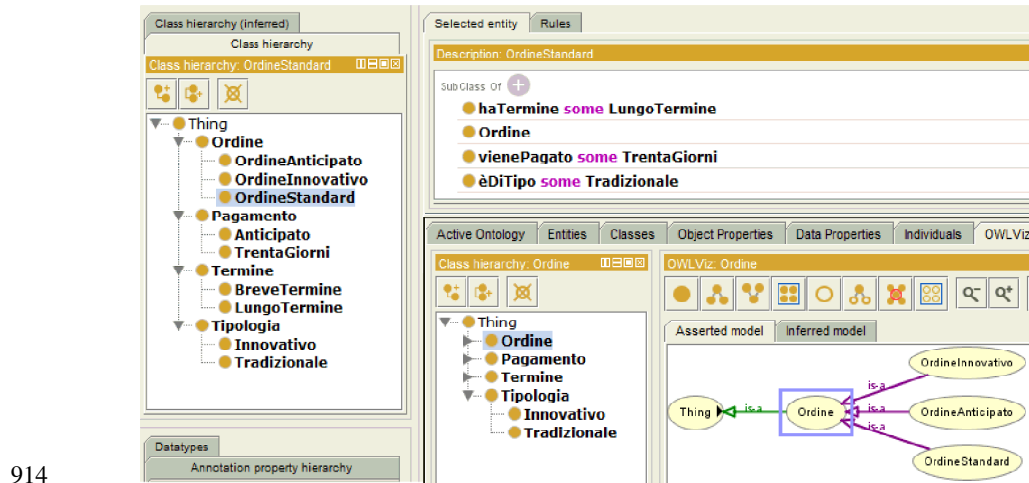 Class hierarchy (inferred)
Class hierarchy
Class hierarchy: OrdineStandard
Thing
Ordine
OrdineAnticipato
OrdineInnovativo
OrdineStandard
Pagamento
Anticipato
TrentaGiorni
Termine
BreveTermine
LungoTermine
Tipologia
Innovativo
Tradizionale
Datatypes
Annotation property hierarchy
Selected entity Rules
Description: OrdineStandard
SubClass Of
haTermine some LungoTermine
Ordine
vienePagato some TrentaGiorni
èDiTipo some Tradizionale
Active Ontology Entities Classes Object Properties Data Properties Individuals OWLViz
Class hierarchy: Ordine
Thing
Ordine
Pagamento
Termine
Tipologia
Innovativo
Tradizionale
OWLViz: Ordine
Asserted model Inferred model
OrdineInnovativo
is-a
Thing is-a Ordine is-a OrdineAnticipato
is-a
OrdineStandard
914